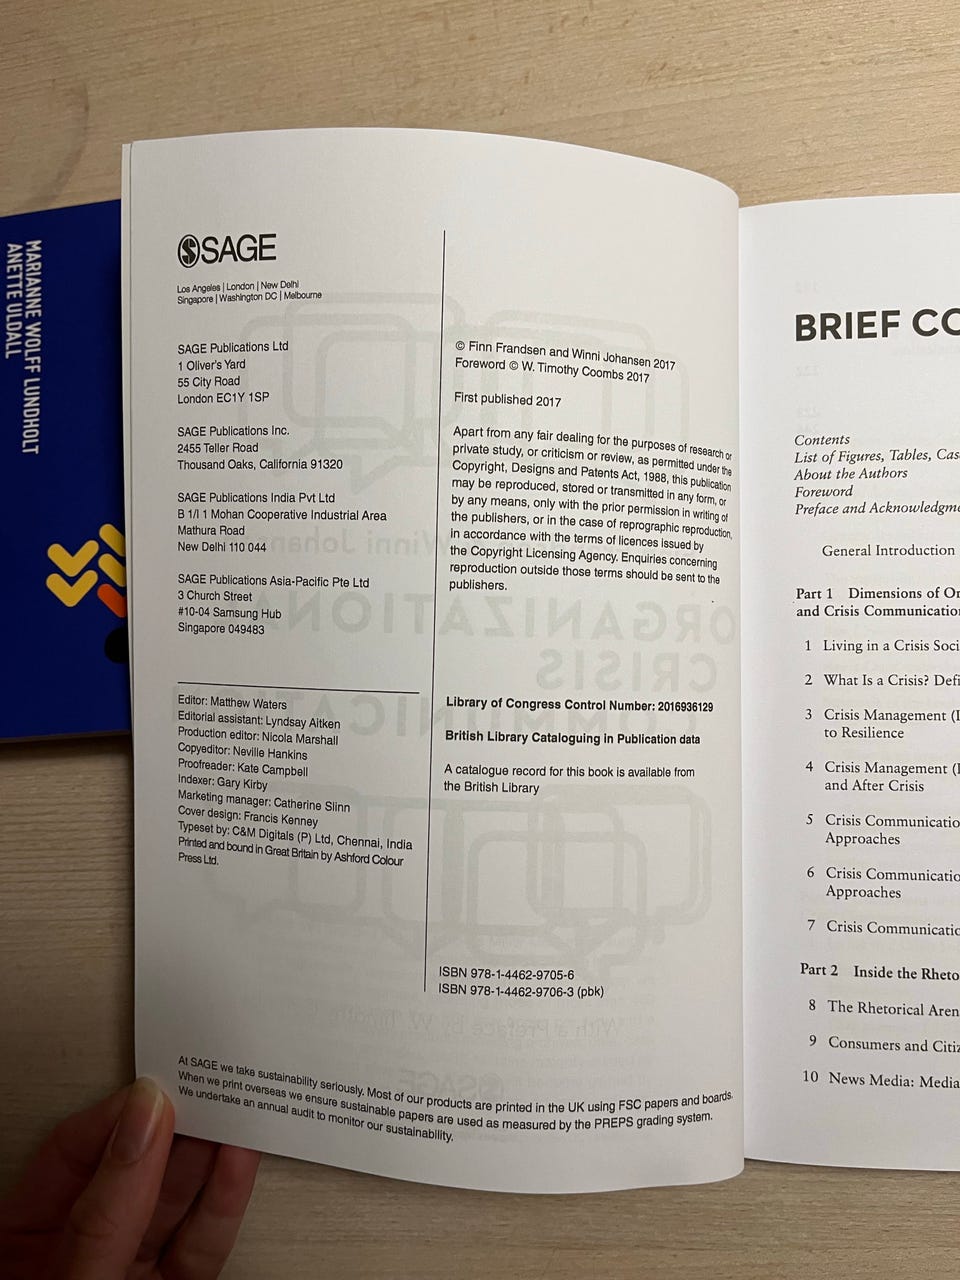 MARIANNE WOLFF LUNDHOLT
ANETTE ULDALL
SAGE
Los Angeles | London | New Delhi
Singapore | Washington DC | Melbourne
SAGE Publications Ltd
1 Oliver's Yard
55 City Road
London EC1Y 1SP
SAGE Publications Inc.
2455 Teller Road
Thousand Oaks, California 91320
SAGE Publications India Pvt Ltd
B 1/I 1 Mohan Cooperative Industrial Area
Mathura Road
New Delhi 110 044
SAGE Publications Asia-Pacific Pte Ltd
3 Church Street
#10-04 Samsung Hub
Singapore 049483
Editor: Matthew Waters
Editorial assistant: Lyndsay Aitken
Production editor: Nicola Marshall
Copyeditor: Neville Hankins
Proofreader: Kate Campbell
Indexer: Gary Kirby
Marketing manager: Catherine Slinn
Cover design: Francis Kenney
Typeset by: C&M Digitals (P) Ltd, Chennai, India
Printed and bound in Great Britain by Ashford Colour
Press Ltd.
© Finn Frandsen and Winni Johansen 2017
Foreword © W. Timothy Coombs 2017
First published 2017
Apart from any fair dealing for the purposes of research or
private study, or criticism or review, as permitted under the
Copyright, Designs and Patents Act, 1988, this publication
may be reproduced, stored or transmitted in any form, or
by any means, only with the prior permission in writing of
the publishers, or in the case of reprographic reproduction,
in accordance with the terms of licences issued by
the Copyright Licensing Agency. Enquiries concerning
reproduction outside those terms should be sent to the
publishers.
Library of Congress Control Number: 2016936129
British Library Cataloguing in Publication data
A catalogue record for this book is available from
the British Library
ISBN 978-1-4462-9705-6
ISBN 978-1-4462-9706-3 (pbk)
At SAGE we take sustainability seriously. Most of our products are printed in the UK using FSC papers and boards.
When we print overseas we ensure sustainable papers are used as measured by the PREPS grading system.
We undertake an annual audit to monitor our sustainability.
BRIEF CO
Contents
List of Figures, Tables, Cas
About the Authors
Foreword
Preface and Acknowledgme
General Introduction
Part 1 Dimensions of Or
and Crisis Communicatio
1 Living in a Crisis Soci
2 What Is a Crisis? Defi
3 Crisis Management (I
to Resilience
4 Crisis Management (I
and After Crisis
5 Crisis Communicatio
Approaches
6 Crisis Communicatio
Approaches
7 Crisis Communicatio
Part 2 Inside the Rheto
8 The Rhetorical Aren
9 Consumers and Citiz
10 News Media: Media